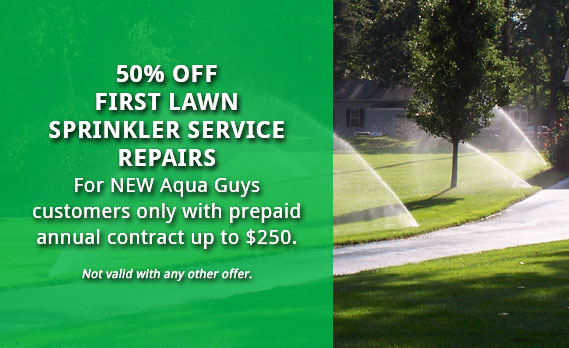 50% OFF
FIRST LAWN
SPRINKLER SERVICE
REPAIRS
For NEW Aqua Guys
customers only with prepaid
annual contract up to $250.
Not valid with any other offer.